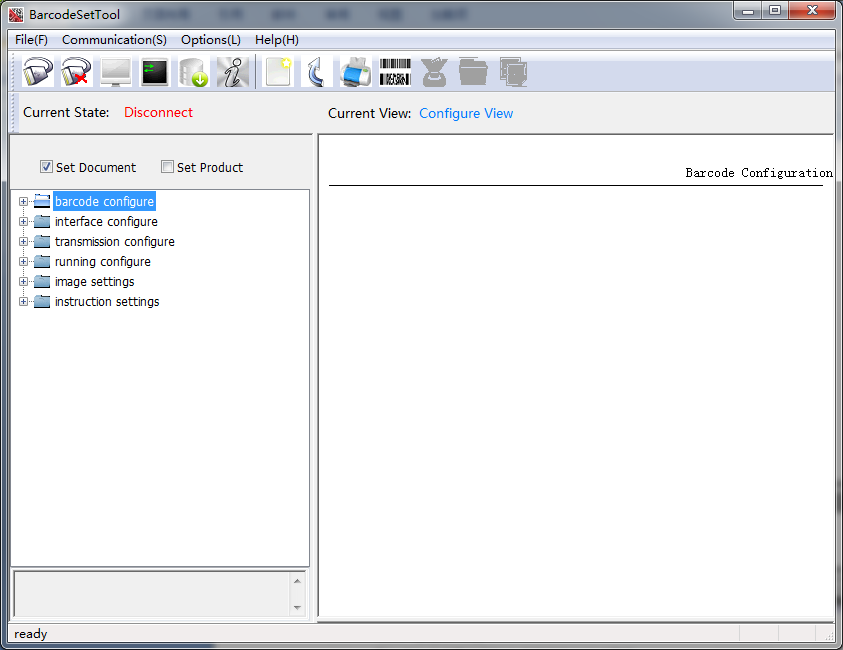 BarcodeSetTool
File(F) Communication(S) Options(L) Help(H)
Current State: Disconnect
Current View: Configure View
Set Document Set Product
Barcode Configuration
barcode configure
interface configure
transmission configure
running configure
image settings
instruction settings
ready